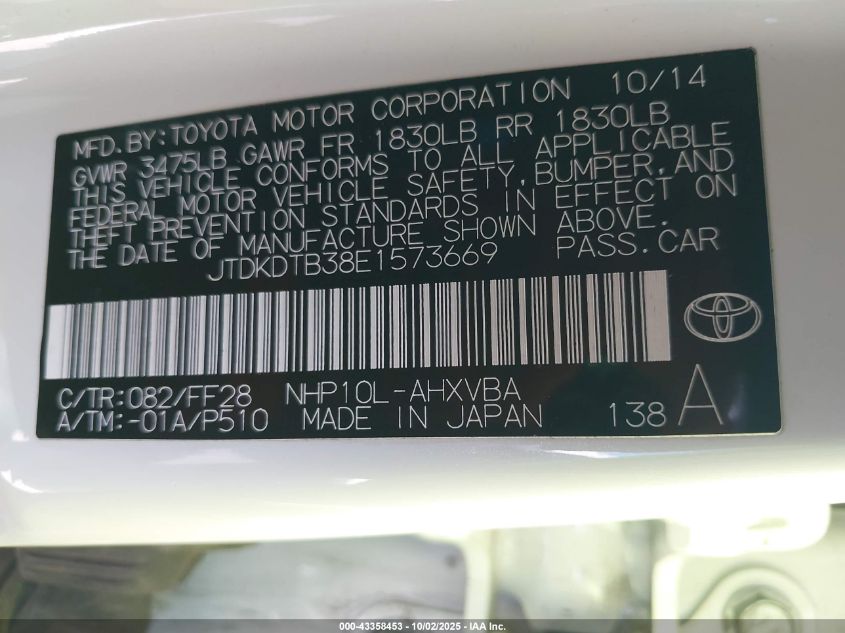 MFD.BY:TOYOTA MOTOR CORPORATION 10/14
GVWR 3475LB GAWR FR 1830LB RR 1830LB
THIS VEHICLE CONFORMS TO ALL APPLICABLE
FEDERAL MOTOR VEHICLE SAFETY,BUMPER,AND
THEFT PREVENTION STANDARDS IN EFFECT ON
THE DATE OF MANUFACTURE SHOWN ABOVE.
JTDKDTB38E1573669 PASS.CAR
C/TR:082/FF28 NHP10L-AHXVBA
A/TM:-01A/P510 MADE IN JAPAN 138 A
000-43358453 | 10/02/2025 | IAA Inc.